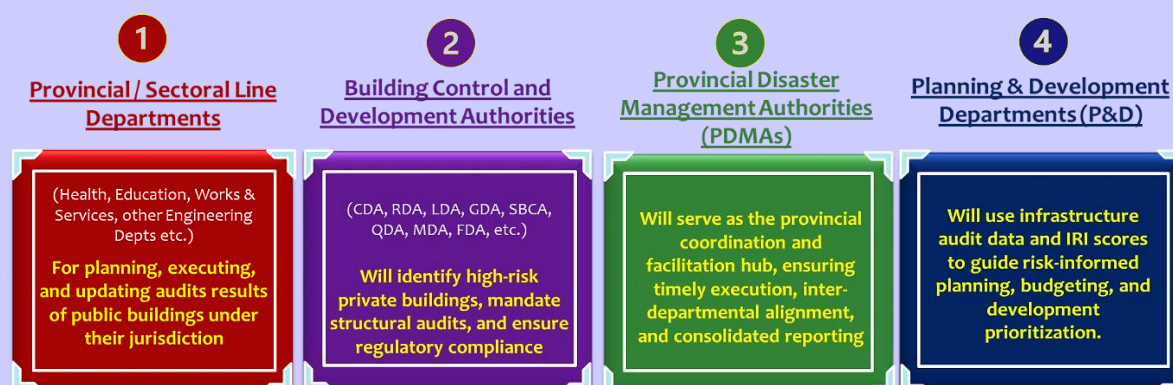 1
Provincial / Sectoral Line
Departments
(Health, Education, Works &
Services, other Engineering
Depts etc.)
For planning, executing,
and updating audits results
of public buildings under
their jurisdiction
2
Building Control and
Development Authorities
(CDA, RDA, LDA, GDA, SBCA,
QDA, MDA, FDA, etc.)
Will identify high-risk
private buildings, mandate
structural audits, and ensure
regulatory compliance
3
Provincial Disaster
Management Authorities
(PDMAs)
Will serve as the provincial
coordination and
facilitation hub, ensuring
timely execution, inter-
departmental alignment,
and consolidated reporting
4
Planning & Development
Departments (P&D)
Will use infrastructure
audit data and IRI scores
to guide risk-informed
planning, budgeting, and
development
prioritization.